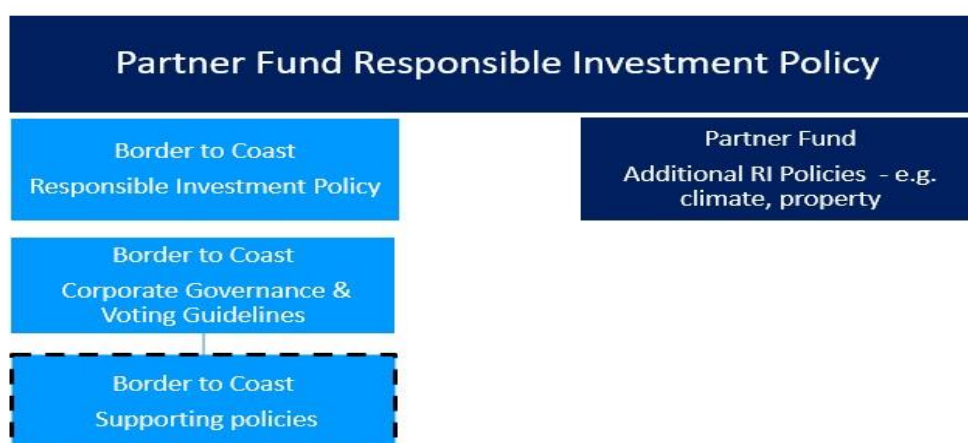 Partner Fund Responsible Investment Policy
Border to Coast
Responsible Investment Policy
Partner Fund
Additional RI Policies - e.g.
climate, property
Border to Coast
Corporate Governance &
Voting Guidelines
Border to Coast
Supporting policies